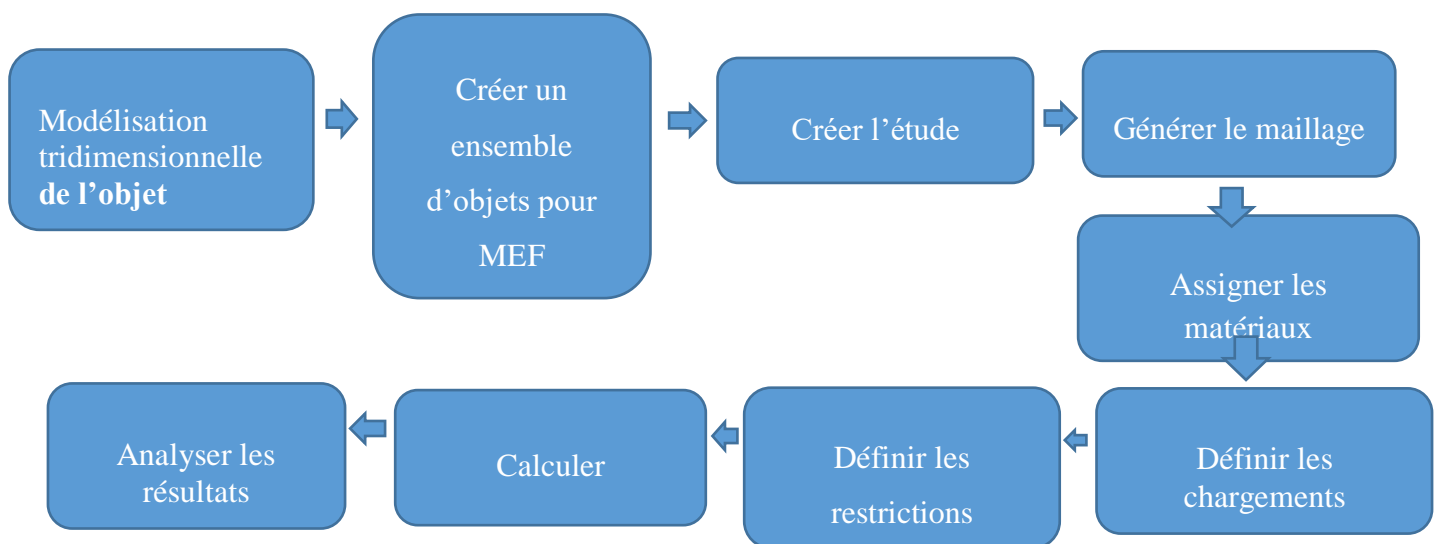 Modélisation
tridimensionnelle
de l’objet
Créer un
ensemble
d’objets pour
MEF
Créer l’étude
Générer le maillage
Assigner les
matériaux
Définir les
chargements
Définir les
restrictions
Calculer
Analyser les
résultats